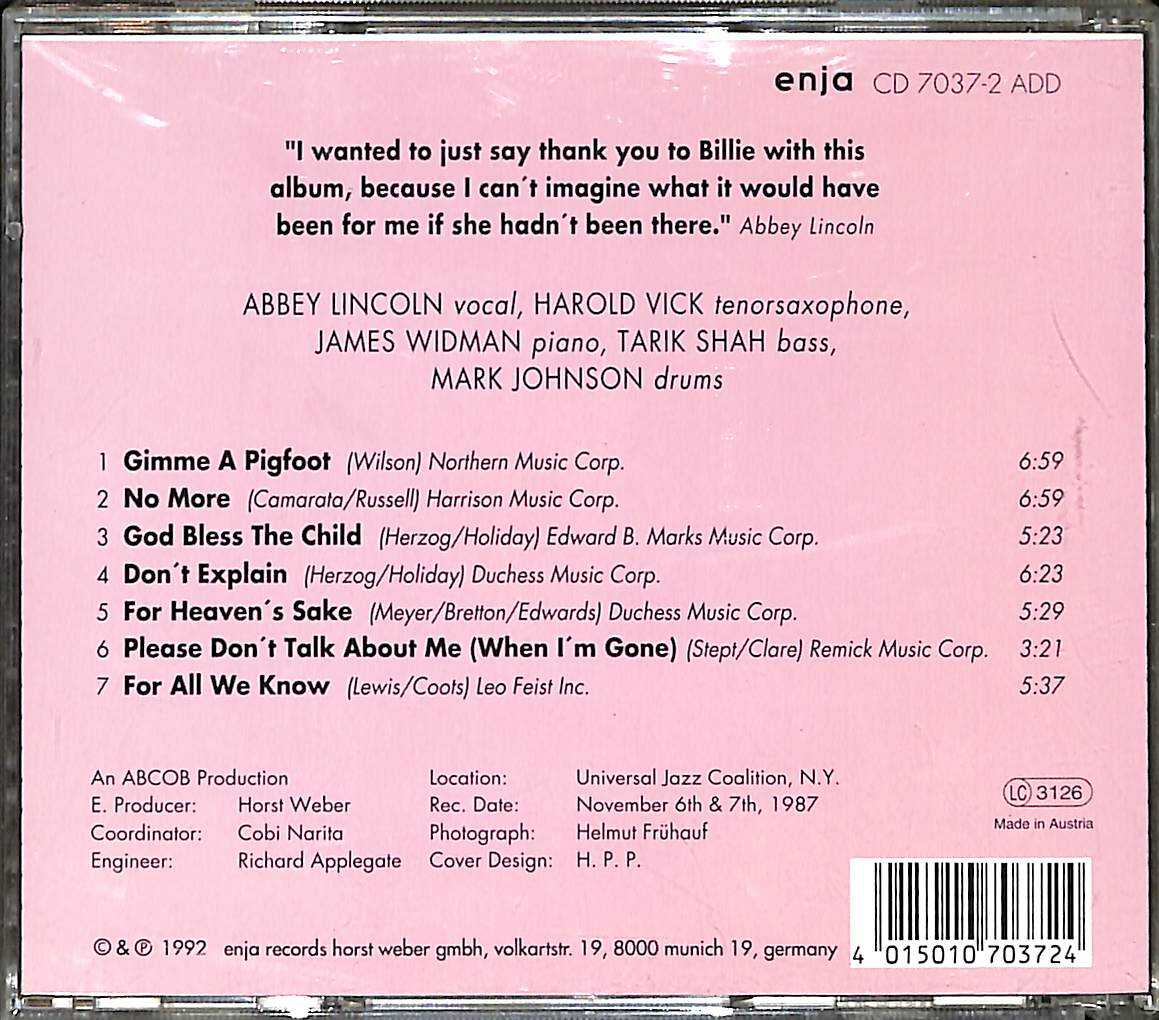 enja CD 7037-2 ADD
"I wanted to just say thank you to Billie with this
album, because I can´t imagine what it would have
been for me if she hadn´t been there." Abbey Lincoln
ABBEY LINCOLN vocal, HAROLD VICK tenorsaxophone,
JAMES WIDMAN piano, TARIK SHAH bass,
MARK JOHNSON drums
1 Gimme A Pigfoot (Wilson) Northern Music Corp. 6:59
2 No More (Camarata/Russell) Harrison Music Corp. 6:59
3 God Bless The Child (Herzog/Holiday) Edward B. Marks Music Corp. 5:23
4 Don´t Explain (Herzog/Holiday) Duchess Music Corp. 6:23
5 For Heaven´s Sake (Meyer/Bretton/Edwards) Duchess Music Corp. 5:29
6 Please Don´t Talk About Me (When I´m Gone) (Stept/Clare) Remick Music Corp. 3:21
7 For All We Know (Lewis/Coots) Leo Feist Inc. 5:37
An ABCOB Production Location: Universal Jazz Coalition, N.Y.
E. Producer: Horst Weber Rec. Date: November 6th & 7th, 1987
Coordinator: Cobi Narita Photograph: Helmut Frühauf
Engineer: Richard Applegate Cover Design: H. P. P.
LC 3126
Made in Austria
© & ℗ 1992 enja records horst weber gmbh, volkartstr. 19, 8000 munich 19, germany
4 015010 703724